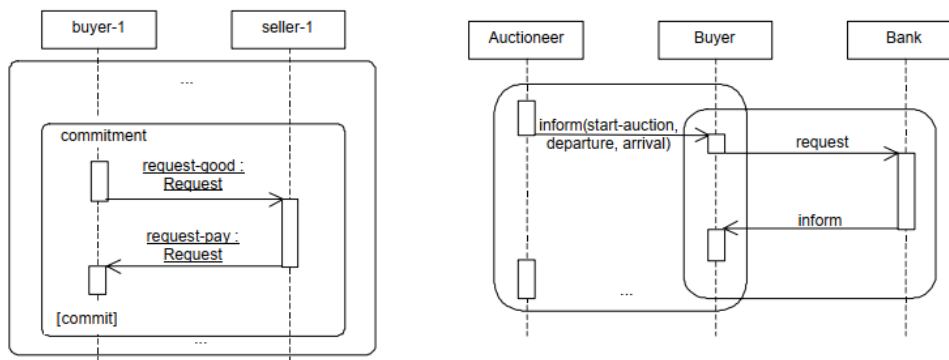 buyer-1
seller-1
...
commitment
request-good :
Request
request-pay :
Request
[commit]
...
Auctioneer
Buyer
Bank
inform(start-auction,
departure, arrival)
request
inform
...